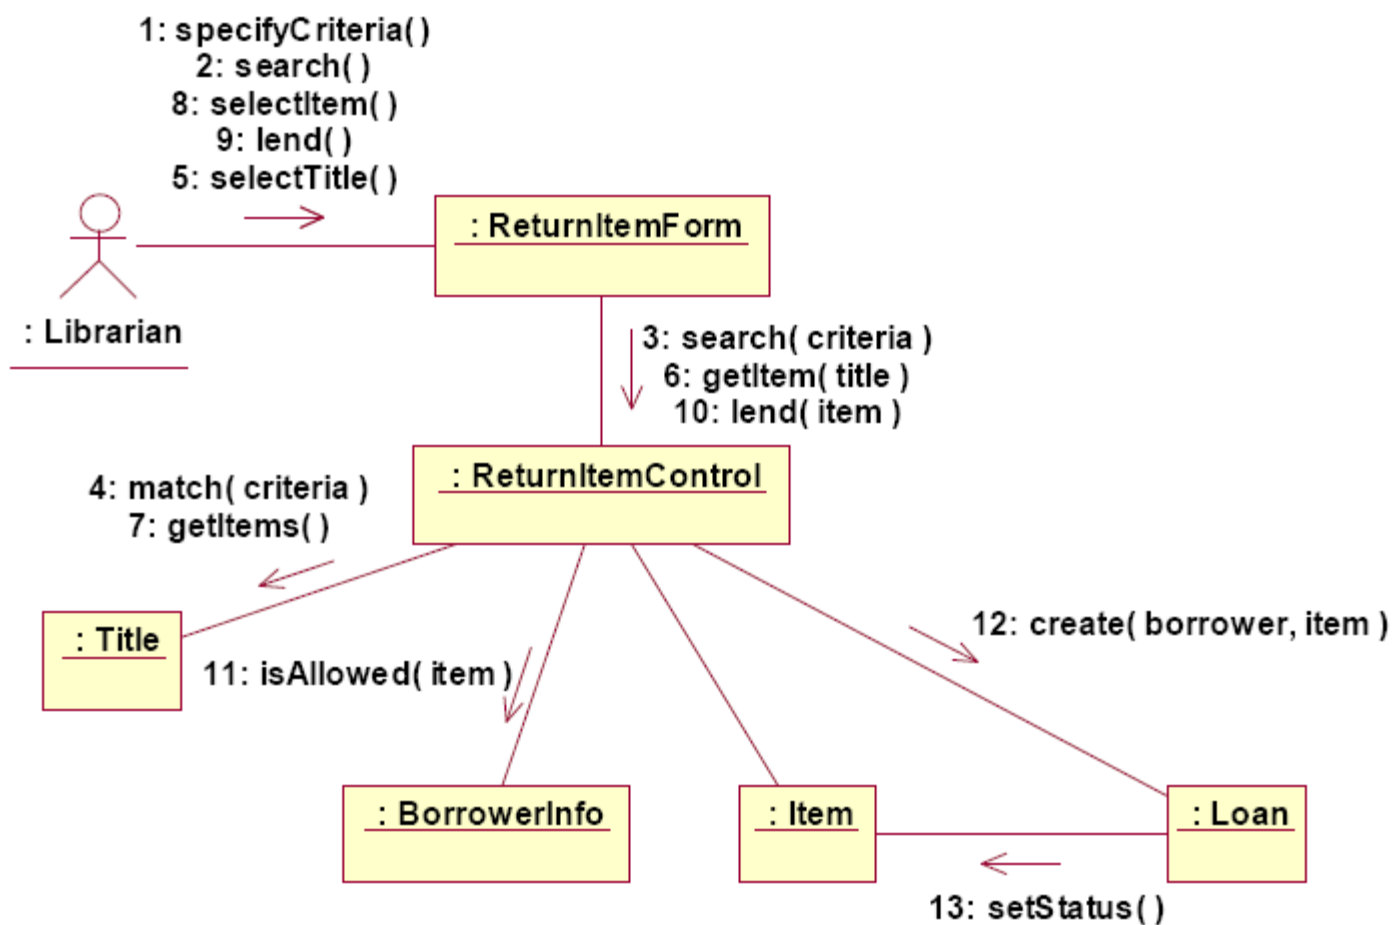 1: specifyCriteria( )
2: search( )
8: selectItem( )
9: lend( )
5: selectTitle( )
: ReturnItemForm
: Librarian
3: search( criteria )
6: getItem( title )
10: lend( item )
: ReturnItemControl
4: match( criteria )
7: getItems( )
: Title
12: create( borrower, item )
11: isAllowed( item )
: BorrowerInfo
: Item
: Loan
13: setStatus( )